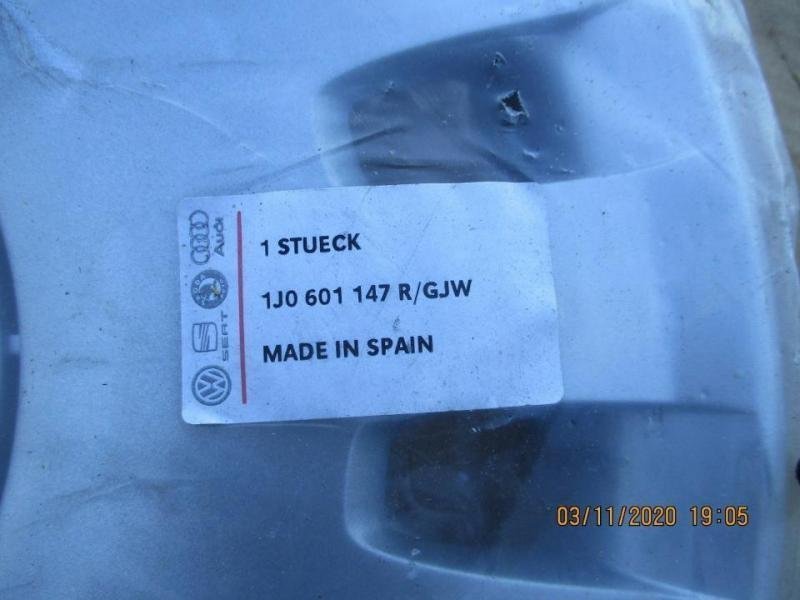 1 STUECK
1J0 601 147 R/GJW
MADE IN SPAIN
Audi
SEAT
03/11/2020 19:05